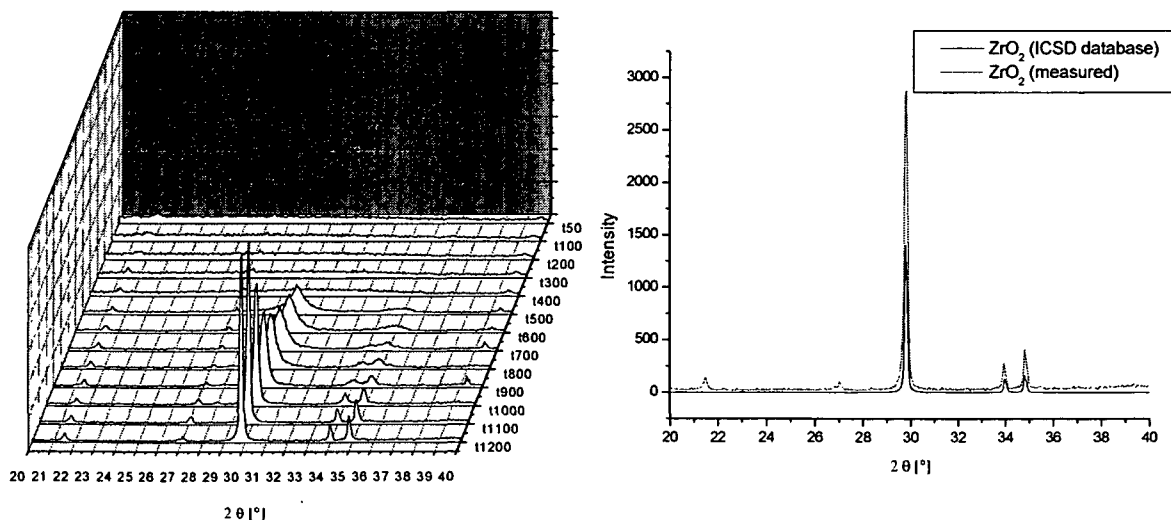 t50
t100
t200
t300
t400
t500
t600
t700
t800
t900
t1000
t1100
t1200
20 21 22 23 24 25 26 27 28 29 30 31 32 33 34 35 36 37 38 39 40
2 θ [°]
ZrO₂ (ICSD database)
ZrO₂ (measured)
3000
2500
2000
1500
1000
500
0
Intensity
20 22 24 26 28 30 32 34 36 38 40
2 θ [°]